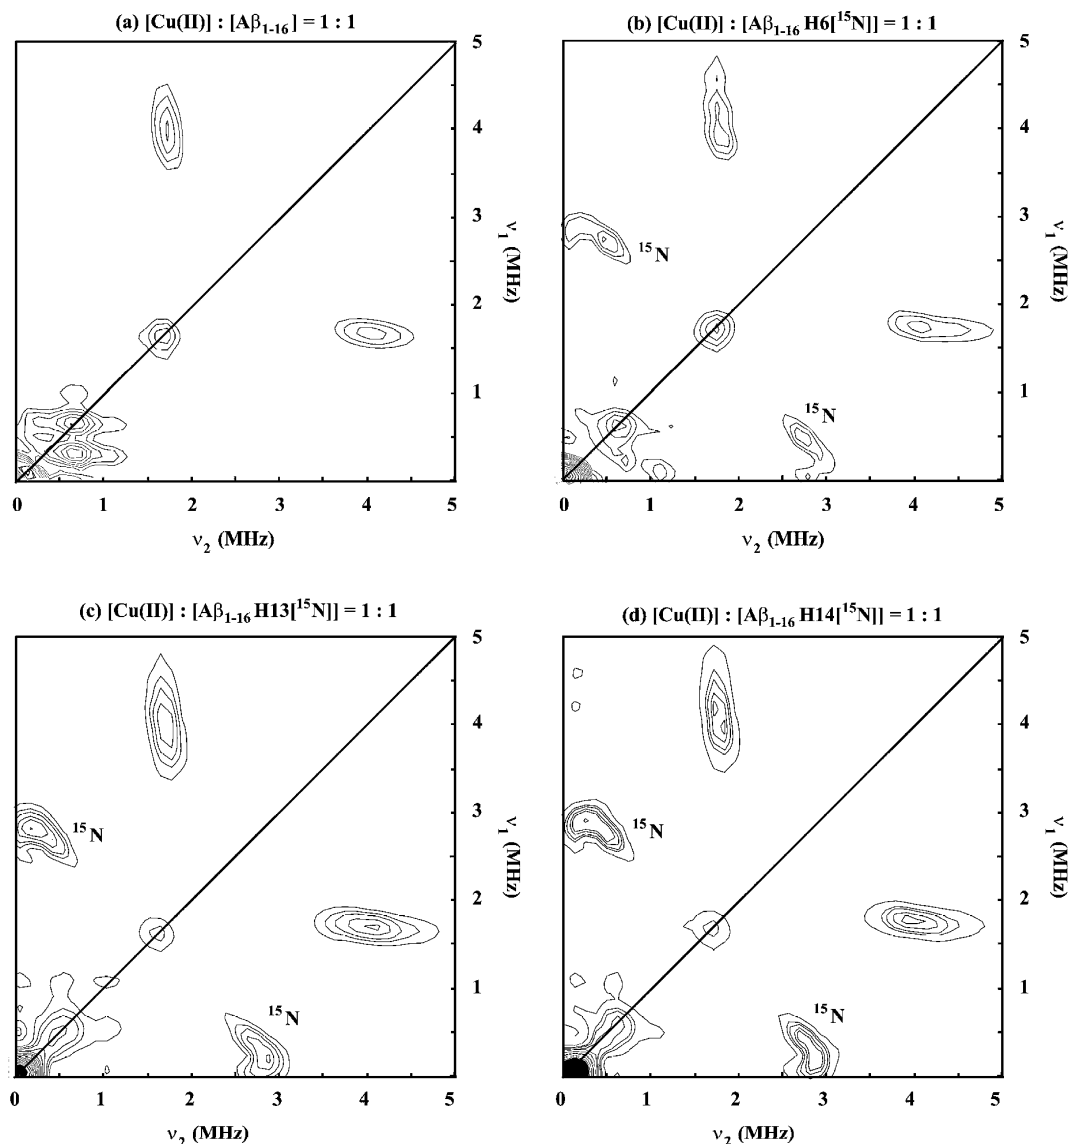 (a) [Cu(II)] : [Aβ₁₋₁₆ ] = 1 : 1
5
4
3
2
1
ν₁ (MHz)
0 1 2 3 4 5
ν₂ (MHz)
(b) [Cu(II)] : [Aβ₁₋₁₆ H6[¹⁵N]] = 1 : 1
5
4
3
2
1
ν₁ (MHz)
¹⁵N
¹⁵N
0 1 2 3 4 5
ν₂ (MHz)
(c) [Cu(II)] : [Aβ₁₋₁₆ H13[¹⁵N]] = 1 : 1
5
4
3
2
1
ν₁ (MHz)
¹⁵N
¹⁵N
0 1 2 3 4 5
ν₂ (MHz)
(d) [Cu(II)] : [Aβ₁₋₁₆ H14[¹⁵N]] = 1 : 1
5
4
3
2
1
ν₁ (MHz)
¹⁵N
¹⁵N
0 1 2 3 4 5
ν₂ (MHz)